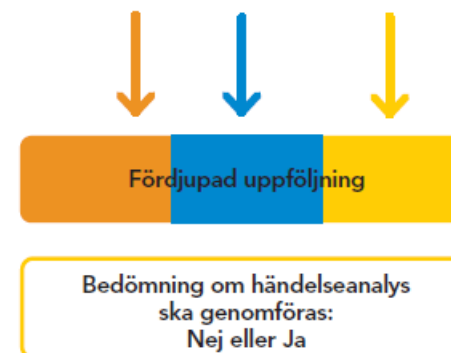 Fördjupad uppföljning
Bedömning om händelseanalys
ska genomföras:
Nej eller Ja